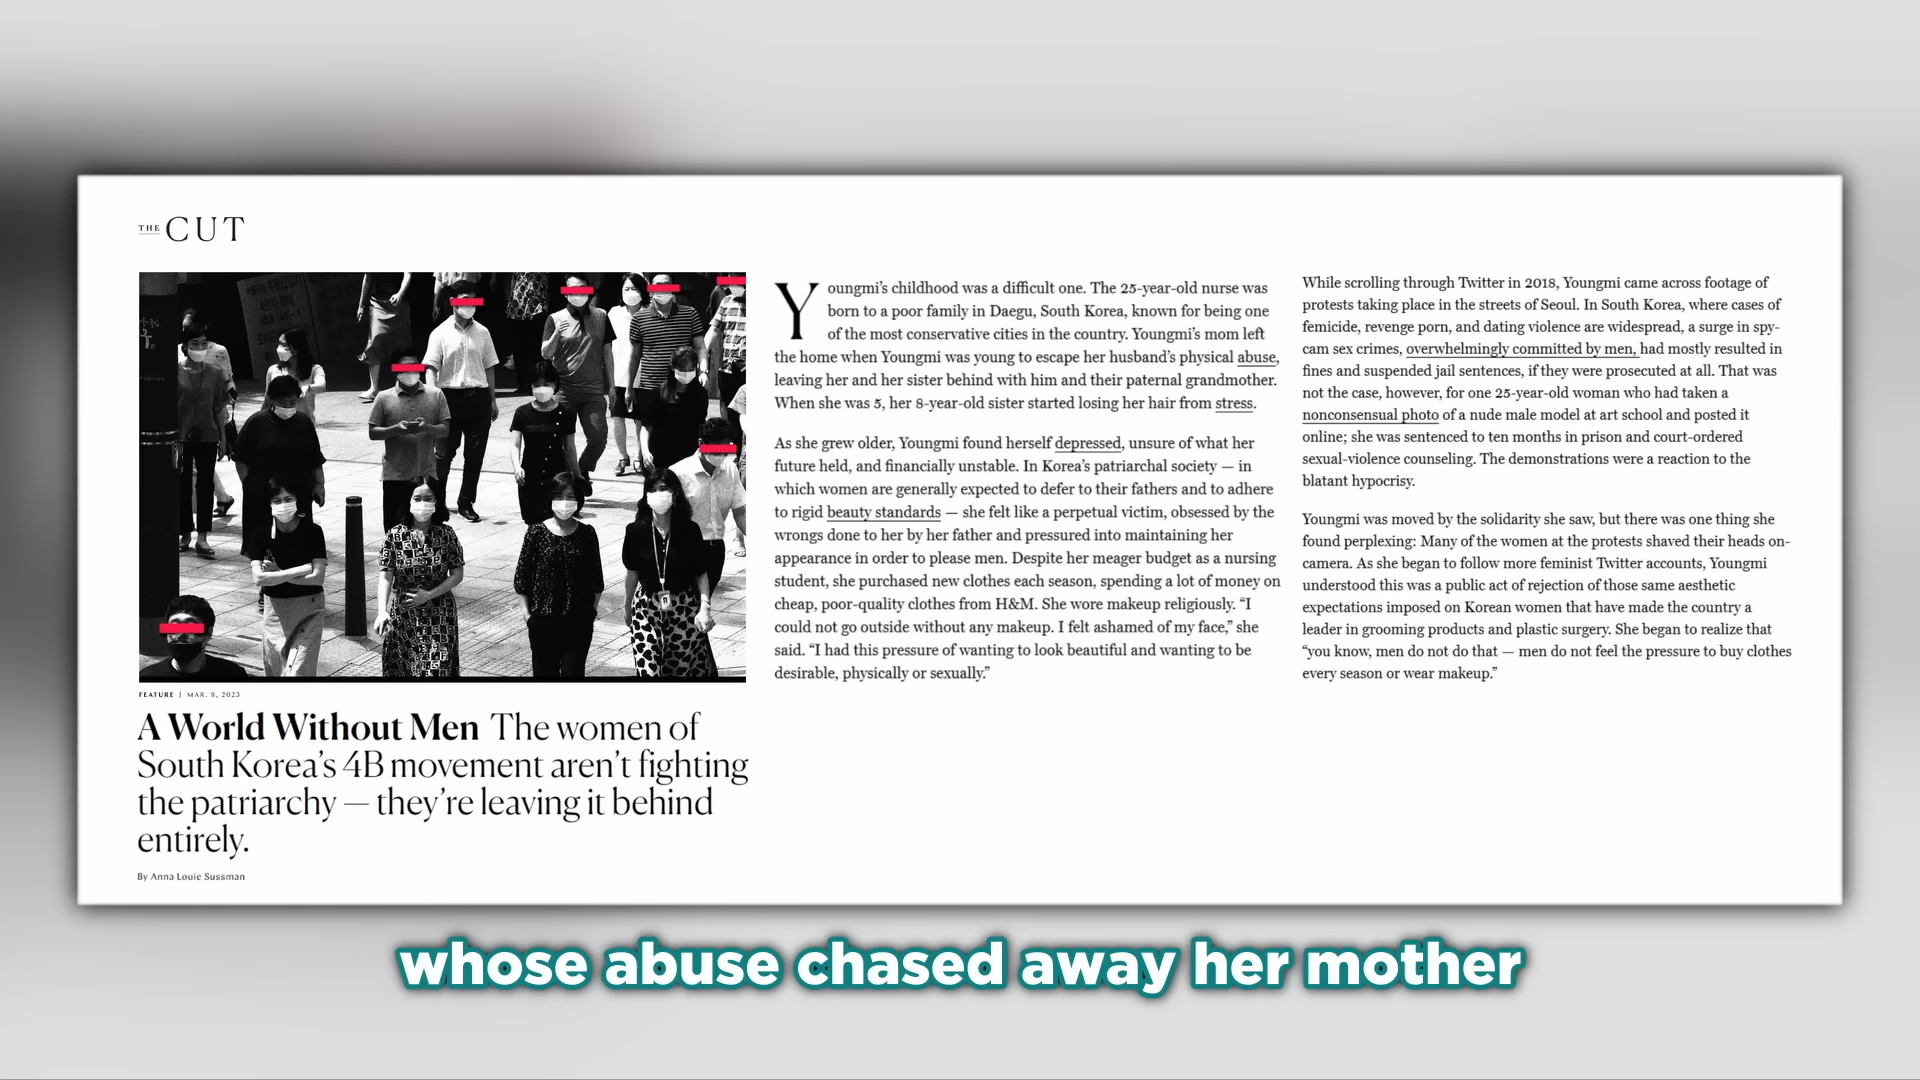 THE CUT
FEATURE | MAR. 8, 2023
A World Without Men The women of
South Korea’s 4B movement aren’t fighting
the patriarchy — they’re leaving it behind
entirely.
By Anna Louie Sussman
Youngmi’s childhood was a difficult one. The 25-year-old nurse was
born to a poor family in Daegu, South Korea, known for being one
of the most conservative cities in the country. Youngmi’s mom left
the home when Youngmi was young to escape her husband’s physical abuse,
leaving her and her sister behind with him and their paternal grandmother.
When she was 5, her 8-year-old sister started losing her hair from stress.
As she grew older, Youngmi found herself depressed, unsure of what her
future held, and financially unstable. In Korea’s patriarchal society — in
which women are generally expected to defer to their fathers and to adhere
to rigid beauty standards — she felt like a perpetual victim, obsessed by the
wrongs done to her by her father and pressured into maintaining her
appearance in order to please men. Despite her meager budget as a nursing
student, she purchased new clothes each season, spending a lot of money on
cheap, poor-quality clothes from H&M. She wore makeup religiously. “I
could not go outside without any makeup. I felt ashamed of my face,” she
said. “I had this pressure of wanting to look beautiful and wanting to be
desirable, physically or sexually.”
While scrolling through Twitter in 2018, Youngmi came across footage of
protests taking place in the streets of Seoul. In South Korea, where cases of
femicide, revenge porn, and dating violence are widespread, a surge in spy-
cam sex crimes, overwhelmingly committed by men, had mostly resulted in
fines and suspended jail sentences, if they were prosecuted at all. That was
not the case, however, for one 25-year-old woman who had taken a
nonconsensual photo of a nude male model at art school and posted it
online; she was sentenced to ten months in prison and court-ordered
sexual-violence counseling. The demonstrations were a reaction to the
blatant hypocrisy.
Youngmi was moved by the solidarity she saw, but there was one thing she
found perplexing: Many of the women at the protests shaved their heads on-
camera. As she began to follow more feminist Twitter accounts, Youngmi
understood this was a public act of rejection of those same aesthetic
expectations imposed on Korean women that have made the country a
leader in grooming products and plastic surgery. She began to realize that
“you know, men do not do that — men do not feel the pressure to buy clothes
every season or wear makeup.”
whose abuse chased away her mother